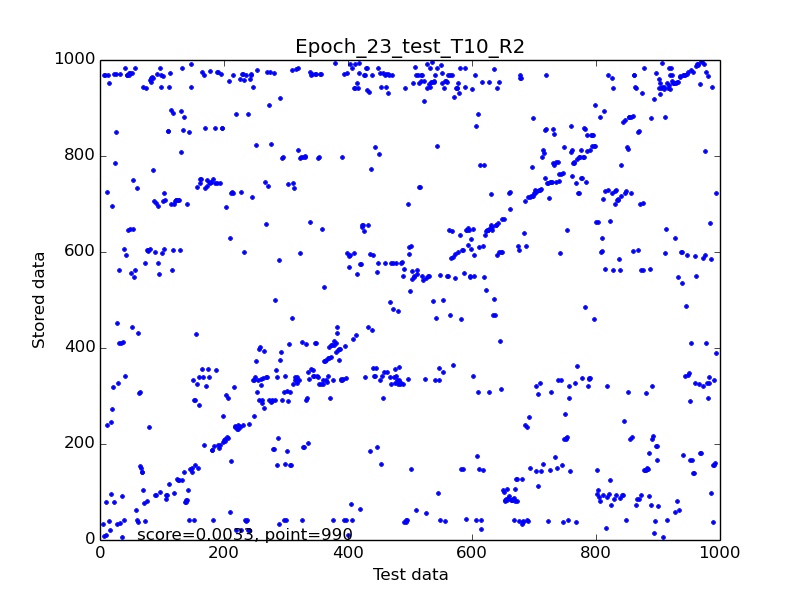 Epoch_23_test_T10_R2
1000
800
600
400
200
0
Stored data
score=0.0033, point=990
0 200 400 600 800 1000
Test data